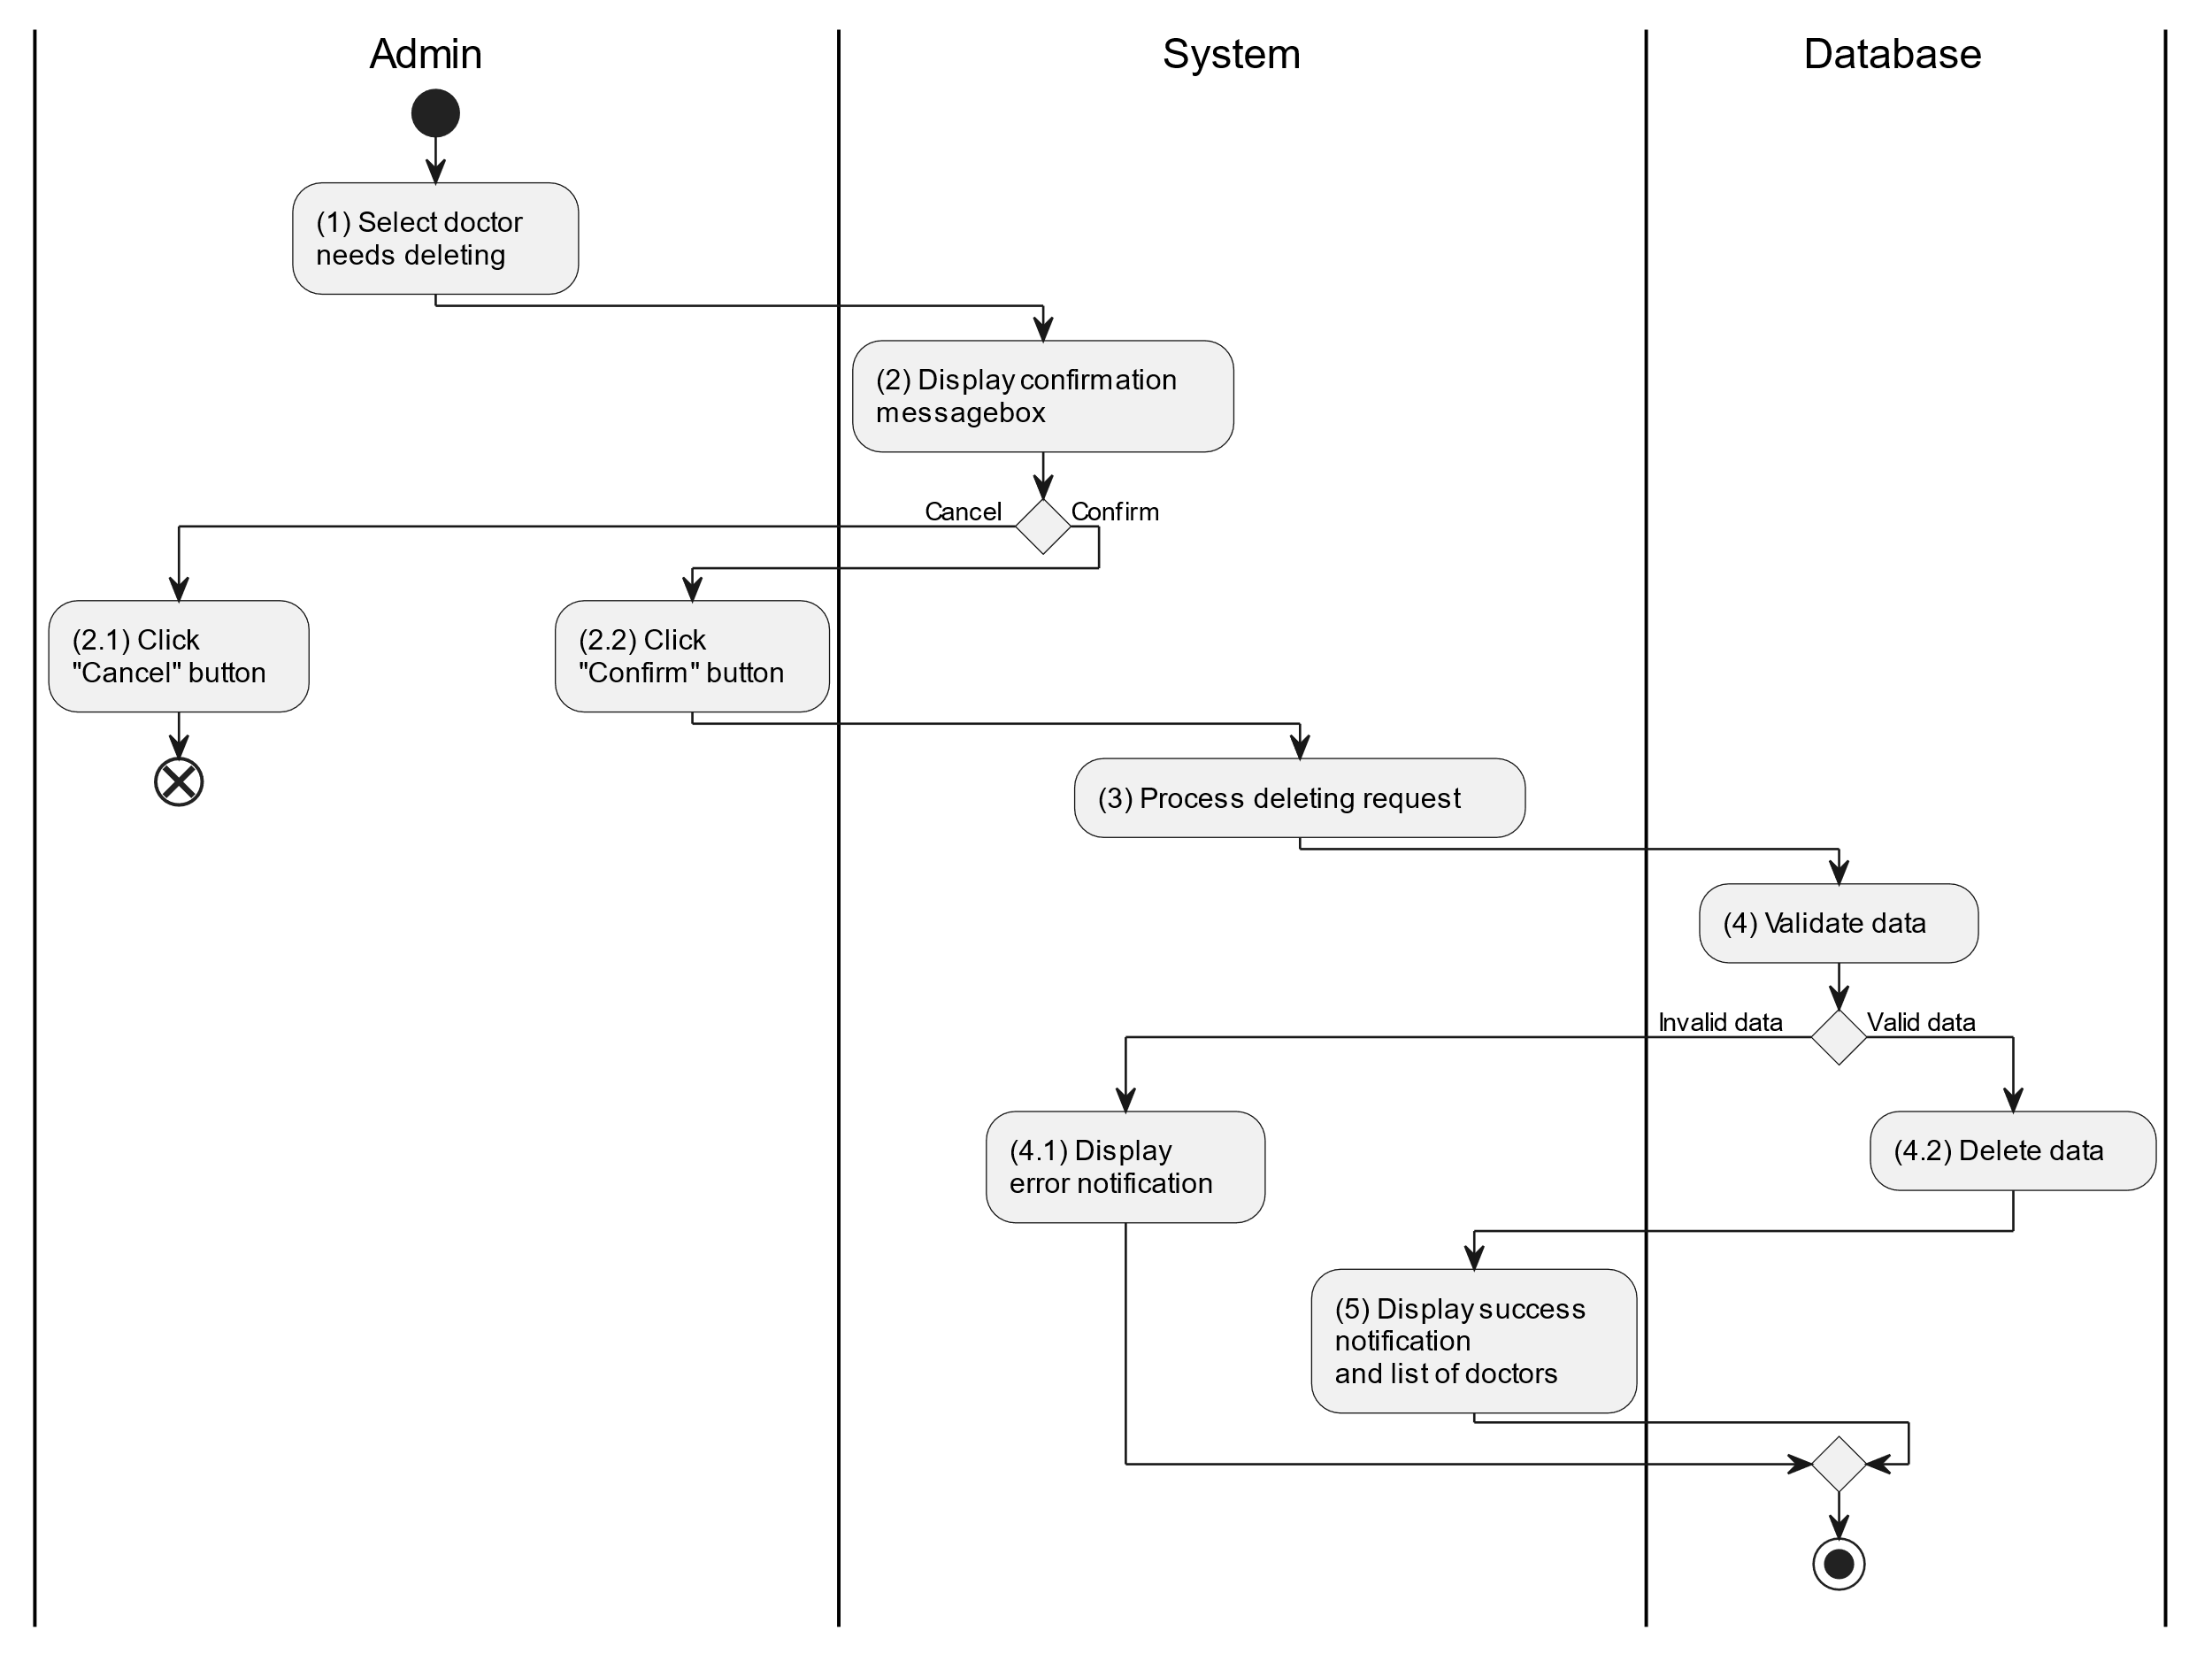 Admin
System
Database
(1) Select doctor
needs deleting
(2) Display confirmation
messagebox
Cancel
Confirm
(2.1) Click
"Cancel" button
(2.2) Click
"Confirm" button
(3) Process deleting request
(4) Validate data
Invalid data
Valid data
(4.1) Display
error notification
(4.2) Delete data
(5) Display success
notification
and list of doctors